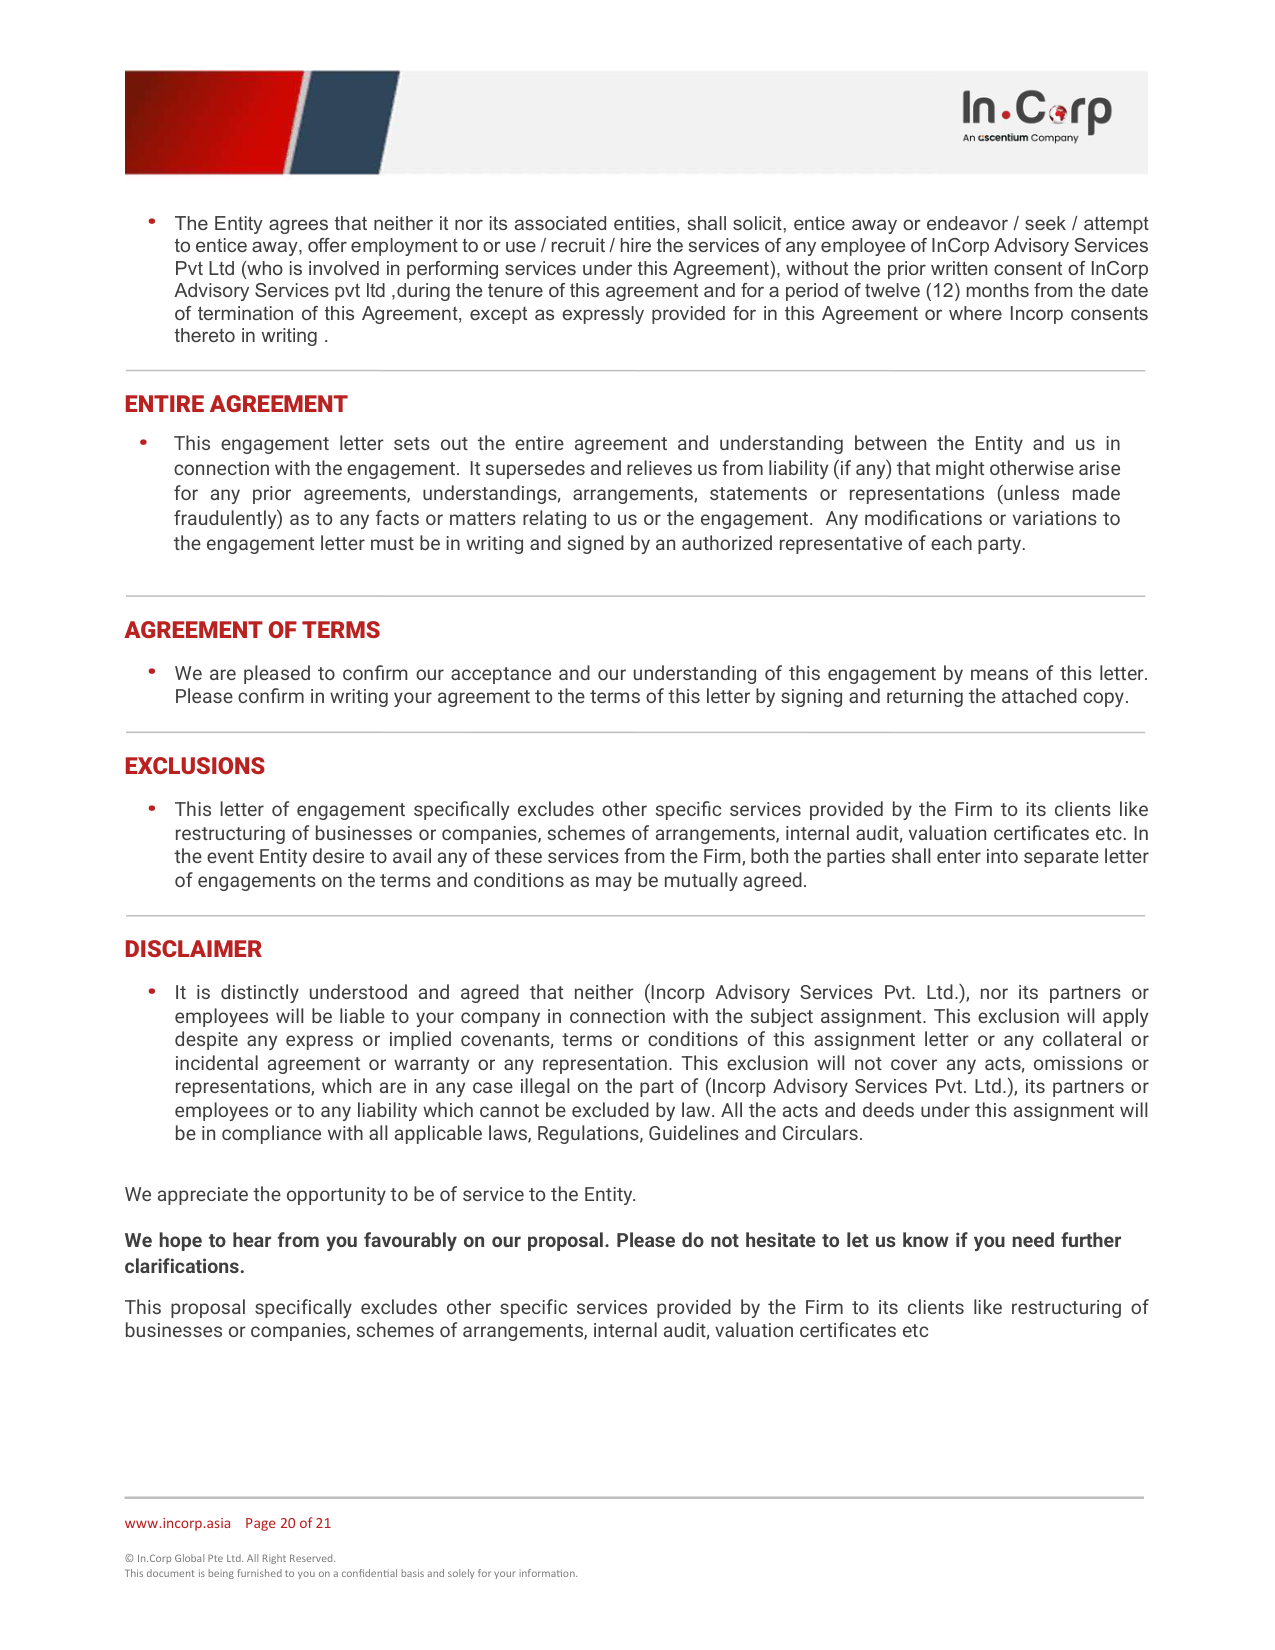 In.Corp
An ascentium Company
• The Entity agrees that neither it nor its associated entities, shall solicit, entice away or endeavor / seek / attempt
to entice away, offer employment to or use / recruit / hire the services of any employee of InCorp Advisory Services
Pvt Ltd (who is involved in performing services under this Agreement), without the prior written consent of InCorp
Advisory Services pvt ltd ,during the tenure of this agreement and for a period of twelve (12) months from the date
of termination of this Agreement, except as expressly provided for in this Agreement or where Incorp consents
thereto in writing .
ENTIRE AGREEMENT
• This engagement letter sets out the entire agreement and understanding between the Entity and us in
connection with the engagement. It supersedes and relieves us from liability (if any) that might otherwise arise
for any prior agreements, understandings, arrangements, statements or representations (unless made
fraudulently) as to any facts or matters relating to us or the engagement. Any modifications or variations to
the engagement letter must be in writing and signed by an authorized representative of each party.
AGREEMENT OF TERMS
• We are pleased to confirm our acceptance and our understanding of this engagement by means of this letter.
Please confirm in writing your agreement to the terms of this letter by signing and returning the attached copy.
EXCLUSIONS
• This letter of engagement specifically excludes other specific services provided by the Firm to its clients like
restructuring of businesses or companies, schemes of arrangements, internal audit, valuation certificates etc. In
the event Entity desire to avail any of these services from the Firm, both the parties shall enter into separate letter
of engagements on the terms and conditions as may be mutually agreed.
DISCLAIMER
• It is distinctly understood and agreed that neither (Incorp Advisory Services Pvt. Ltd.), nor its partners or
employees will be liable to your company in connection with the subject assignment. This exclusion will apply
despite any express or implied covenants, terms or conditions of this assignment letter or any collateral or
incidental agreement or warranty or any representation. This exclusion will not cover any acts, omissions or
representations, which are in any case illegal on the part of (Incorp Advisory Services Pvt. Ltd.), its partners or
employees or to any liability which cannot be excluded by law. All the acts and deeds under this assignment will
be in compliance with all applicable laws, Regulations, Guidelines and Circulars.
We appreciate the opportunity to be of service to the Entity.
We hope to hear from you favourably on our proposal. Please do not hesitate to let us know if you need further
clarifications.
This proposal specifically excludes other specific services provided by the Firm to its clients like restructuring of
businesses or companies, schemes of arrangements, internal audit, valuation certificates etc
www.incorp.asia Page 20 of 21
© In.Corp Global Pte Ltd. All Right Reserved.
This document is being furnished to you on a confidential basis and solely for your information.